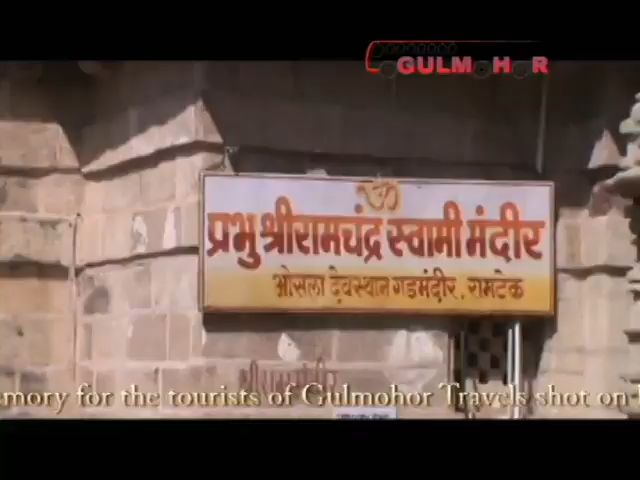 GULMOHOR
ॐ
प्रभु श्रीरामचंद्र स्वामी मंदीर
भोसला देवस्थान गडमंदीर, रामटेक
श्रीराम मंदीर
mory for the tourists of Gulmohor Travels shot on